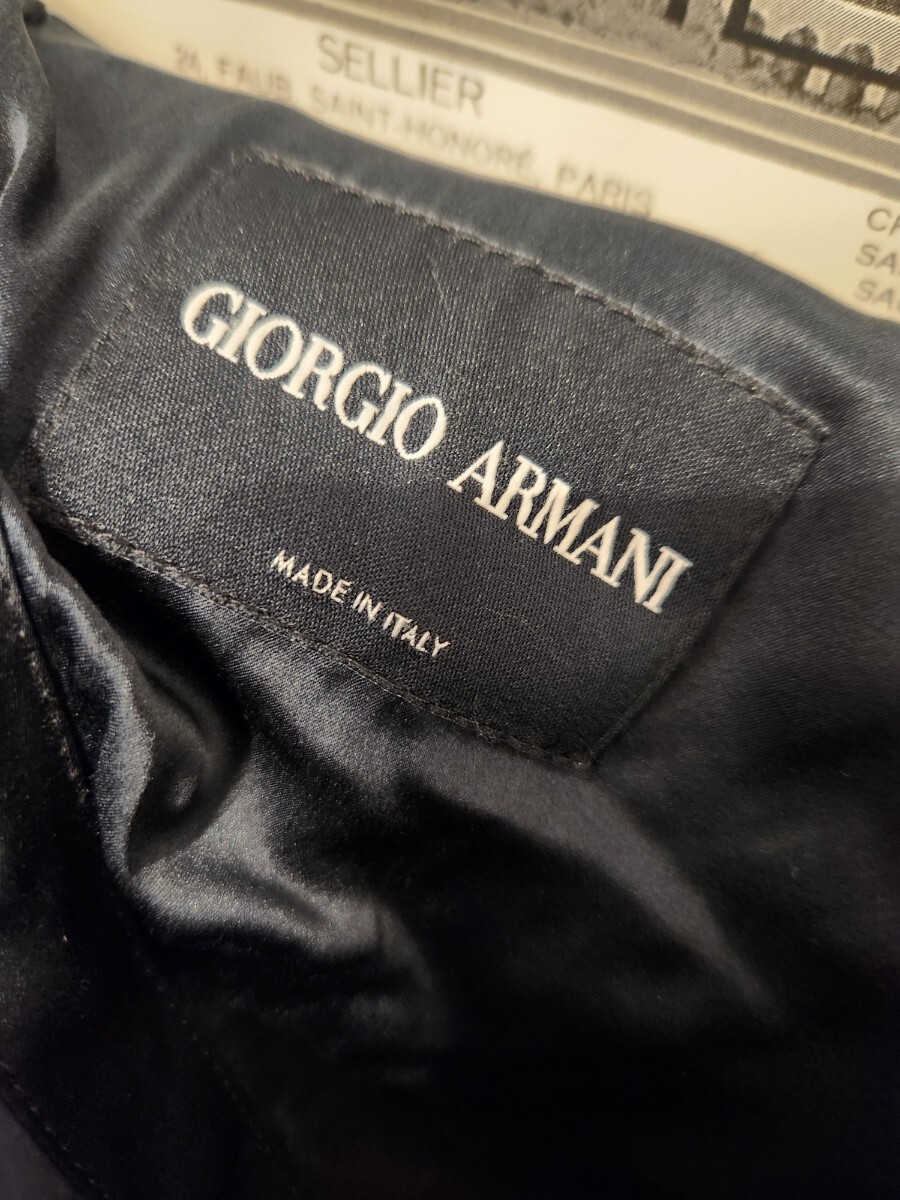 SELLIER
24, FAUB. SAINT-HONORÉ, PARIS
GIORGIO ARMANI
MADE IN ITALY